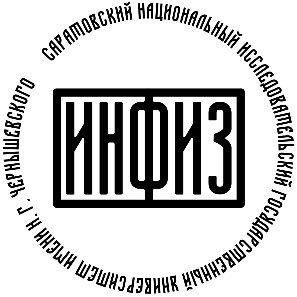 САРАТОВСКИЙ НАЦИОНАЛЬНЫЙ ИССЛЕДОВАТЕЛЬСКИЙ ГОСУДАРСТВЕННЫЙ УНИВЕРСИТЕТ ИМЕНИ Н. Г. ЧЕРНЫШЕВСКОГО
ИНФИЗ